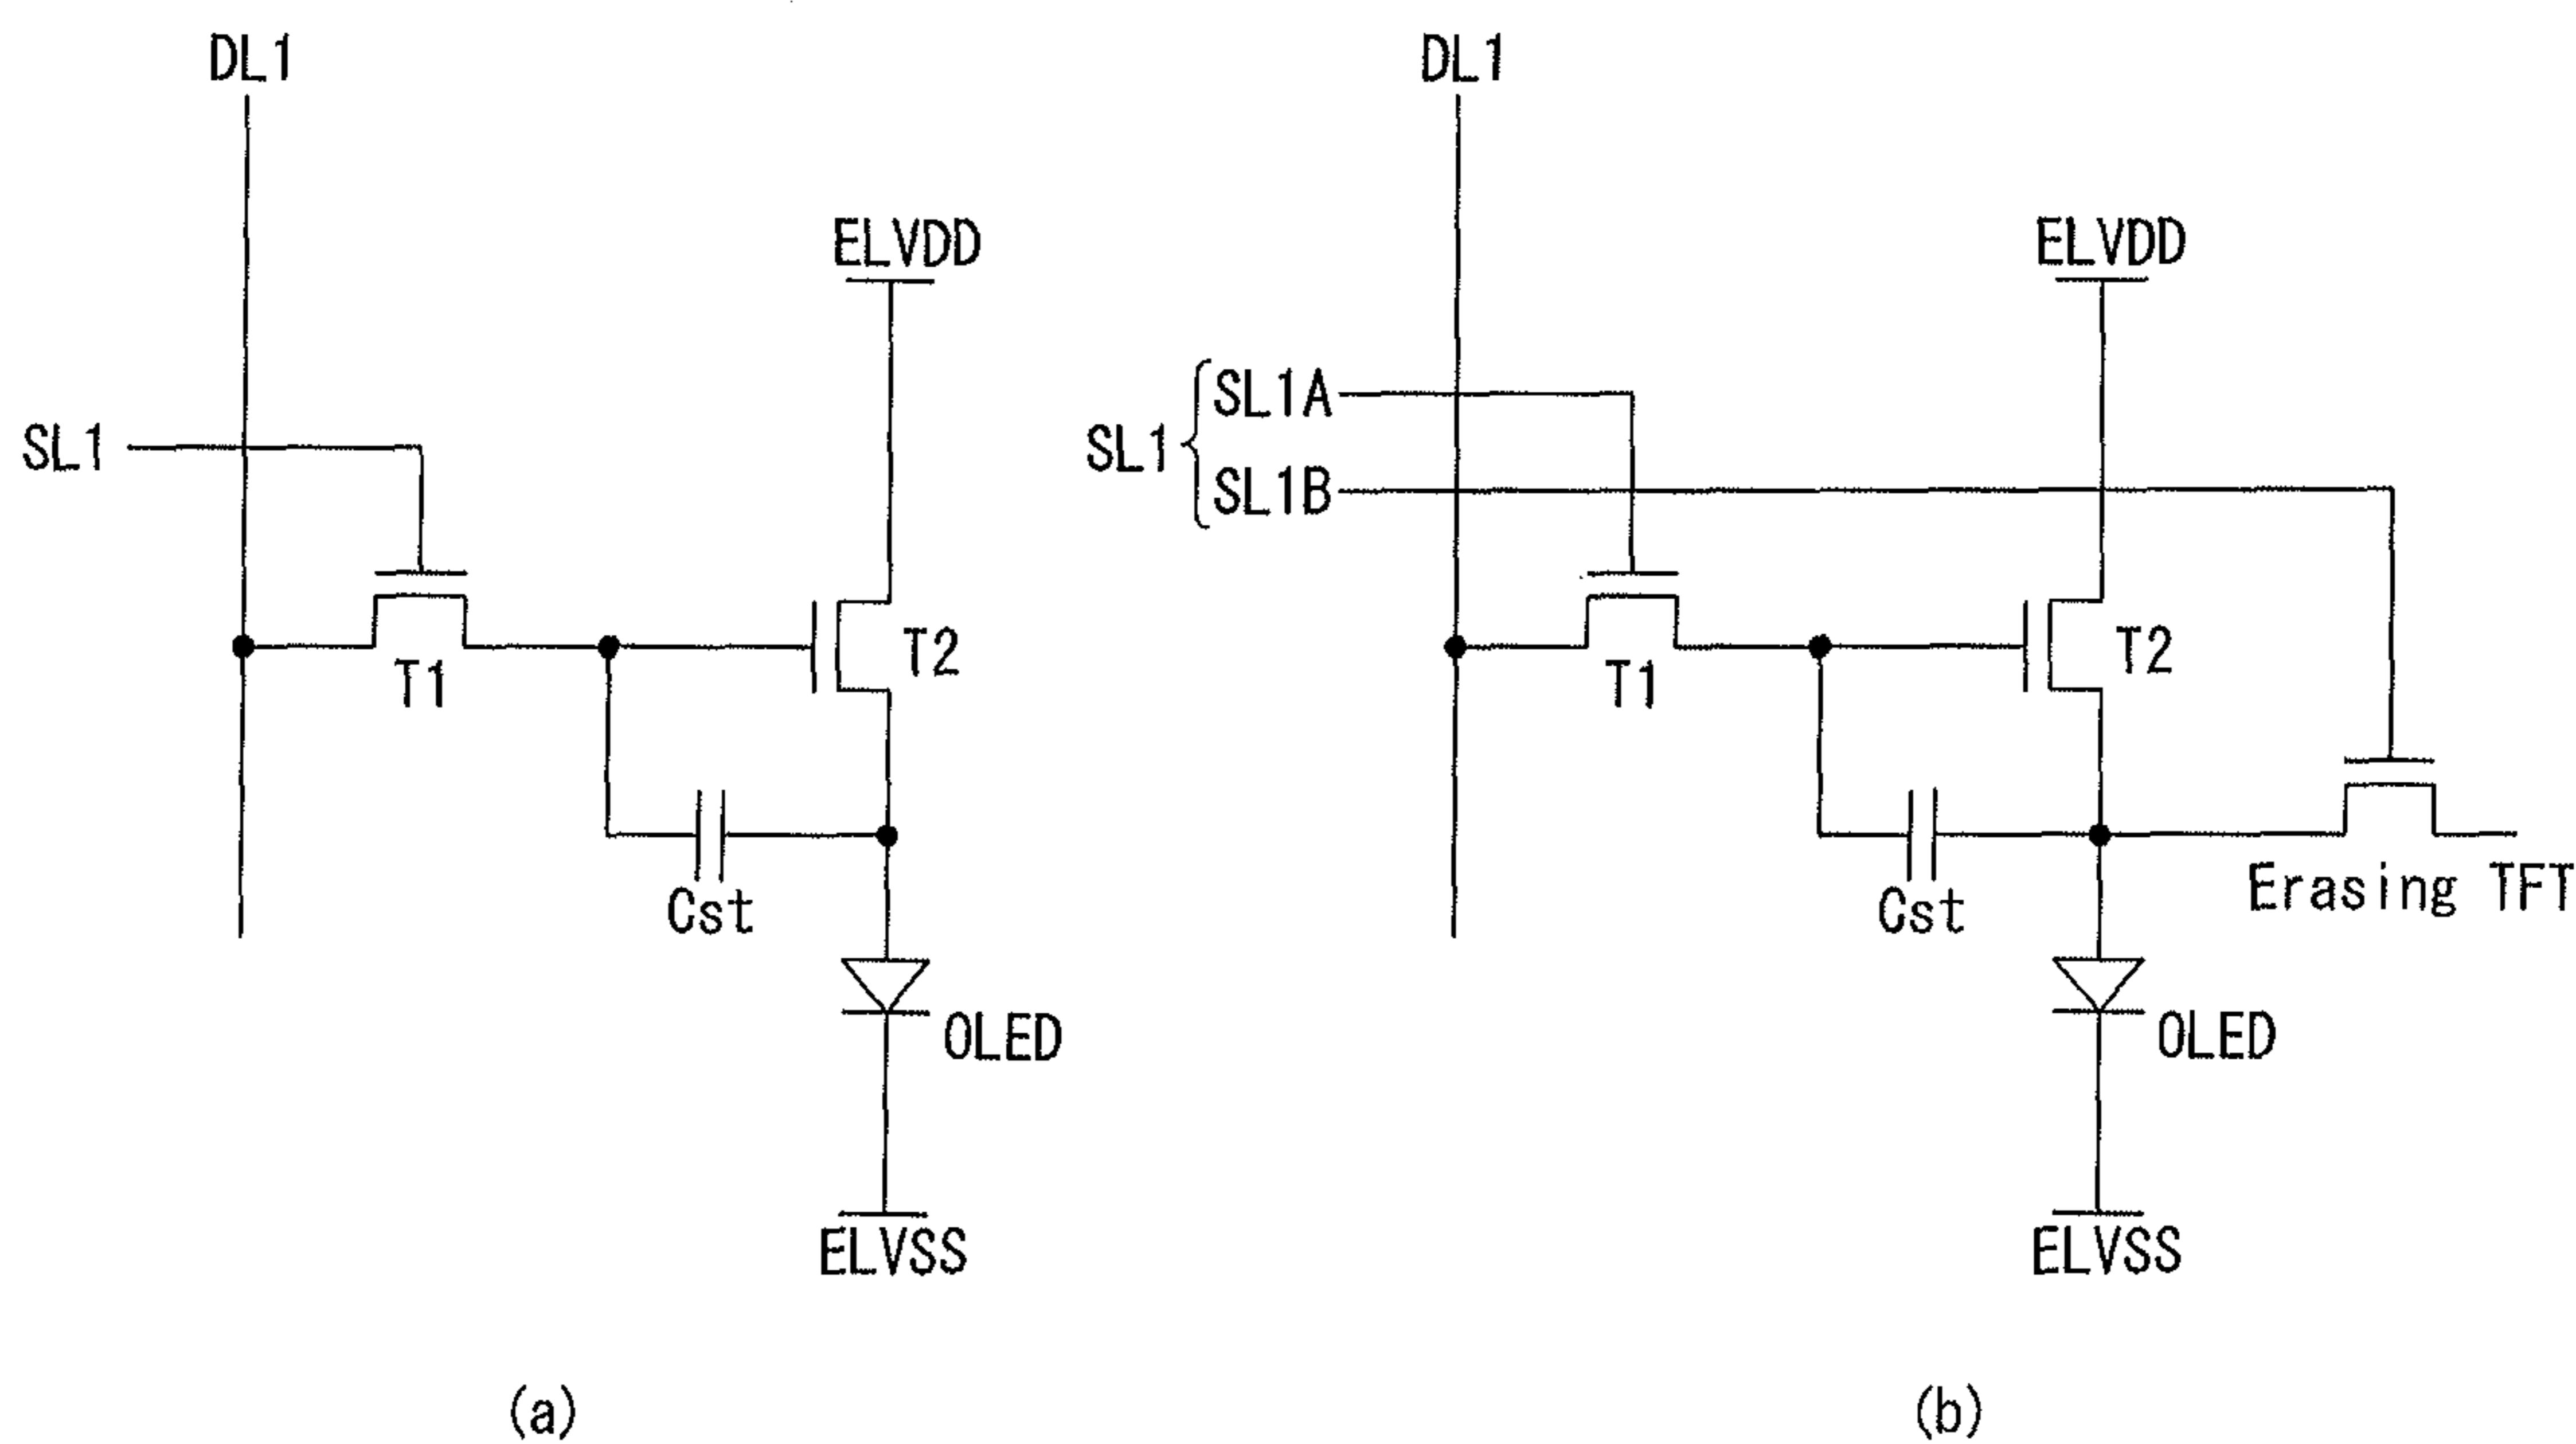 DL1
ELVDD
SL1
T1
T2
Cst
OLED
ELVSS
(a)
DL1
ELVDD
SL1
SL1A
SL1B
T1
T2
Cst
Erasing TFT
OLED
ELVSS
(b)